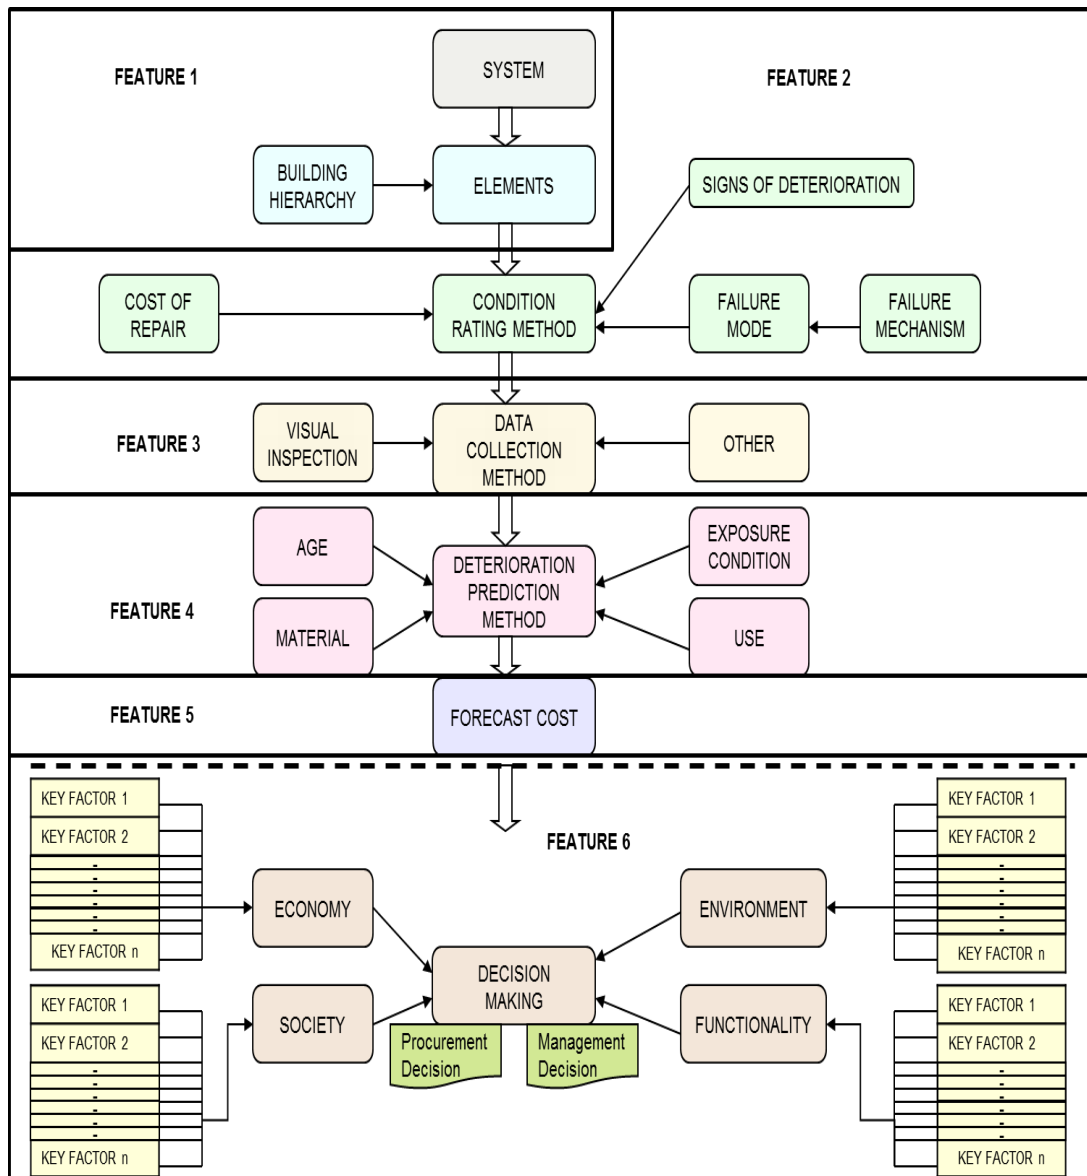 FEATURE 1
SYSTEM
FEATURE 2
BUILDING
HIERARCHY
ELEMENTS
SIGNS OF DETERIORATION
COST OF
REPAIR
CONDITION
RATING METHOD
FAILURE
MODE
FAILURE
MECHANISM
FEATURE 3
VISUAL
INSPECTION
DATA
COLLECTION
METHOD
OTHER
FEATURE 4
AGE
MATERIAL
DETERIORATION
PREDICTION
METHOD
EXPOSURE
CONDITION
USE
FEATURE 5
FORECAST COST
FEATURE 6
KEY FACTOR 1
KEY FACTOR 2
-
-
-
-
-
-
KEY FACTOR n
ECONOMY
KEY FACTOR 1
KEY FACTOR 2
-
-
-
-
-
-
KEY FACTOR n
SOCIETY
DECISION
MAKING
Procurement
Decision
Management
Decision
ENVIRONMENT
KEY FACTOR 1
KEY FACTOR 2
-
-
-
-
-
-
KEY FACTOR n
FUNCTIONALITY
KEY FACTOR 1
KEY FACTOR 2
-
-
-
-
-
-
KEY FACTOR n